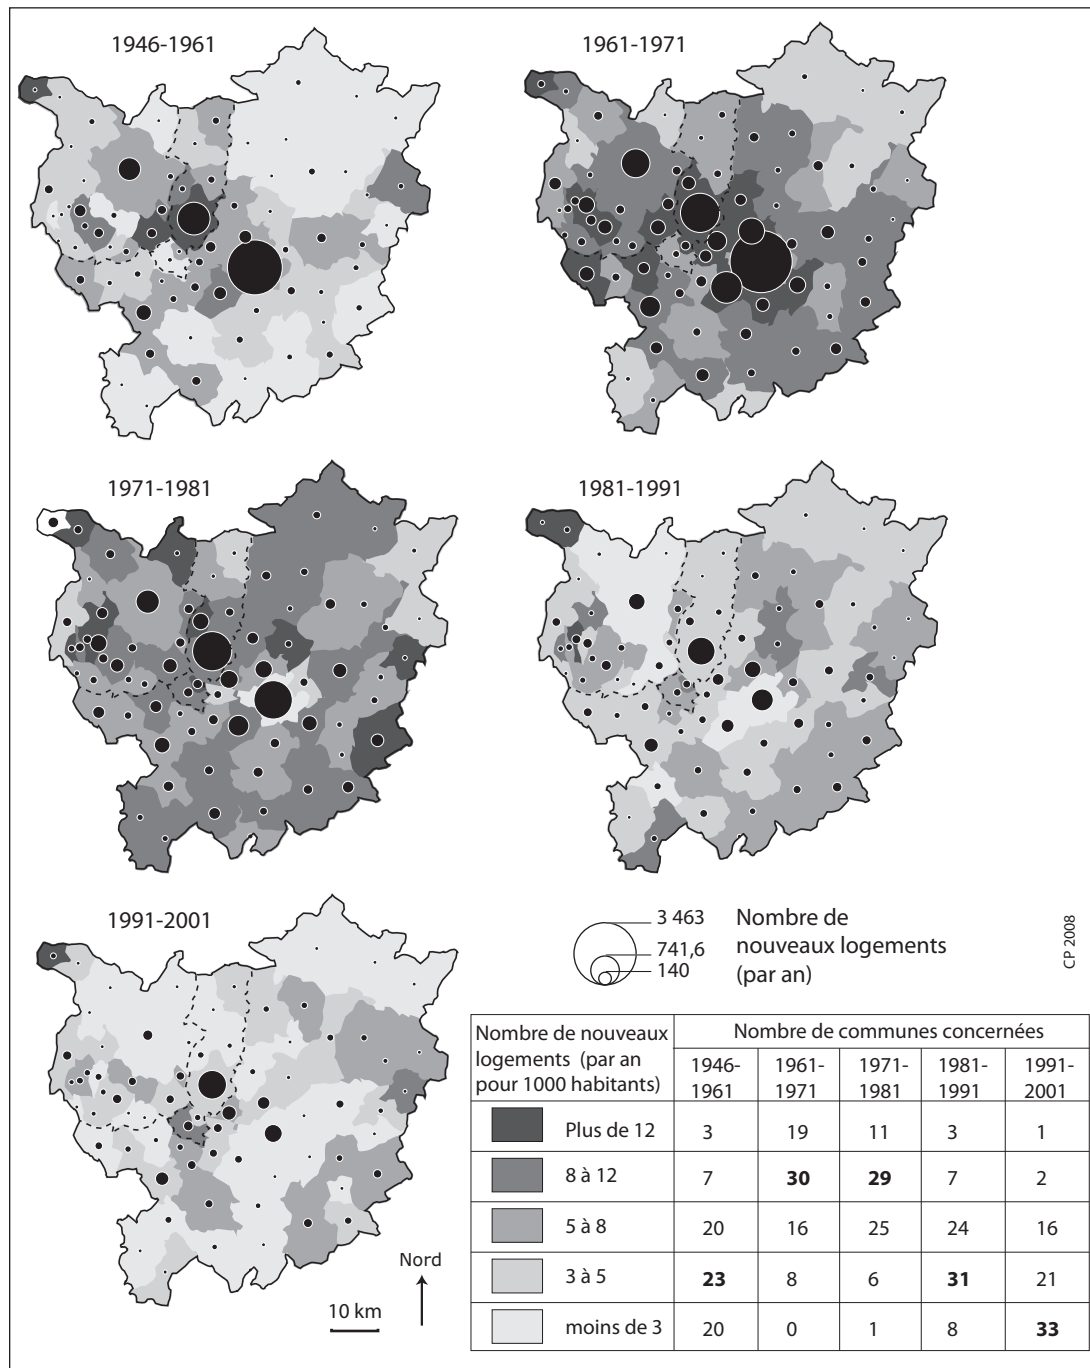 1946-1961
1961-1971
1971-1981
1981-1991
1991-2001
3 463
741,6
140
Nombre de
nouveaux logements
(par an)
CP 2008
Nord
10 km
Nombre de nouveaux
logements (par an
pour 1000 habitants)
Nombre de communes concernées
1946-
1961
1961-
1971
1971-
1981
1981-
1991
1991-
2001
Plus de 12 3 19 11 3 1
8 à 12 7 30 29 7 2
5 à 8 20 16 25 24 16
3 à 5 23 8 6 31 21
moins de 3 20 0 1 8 33